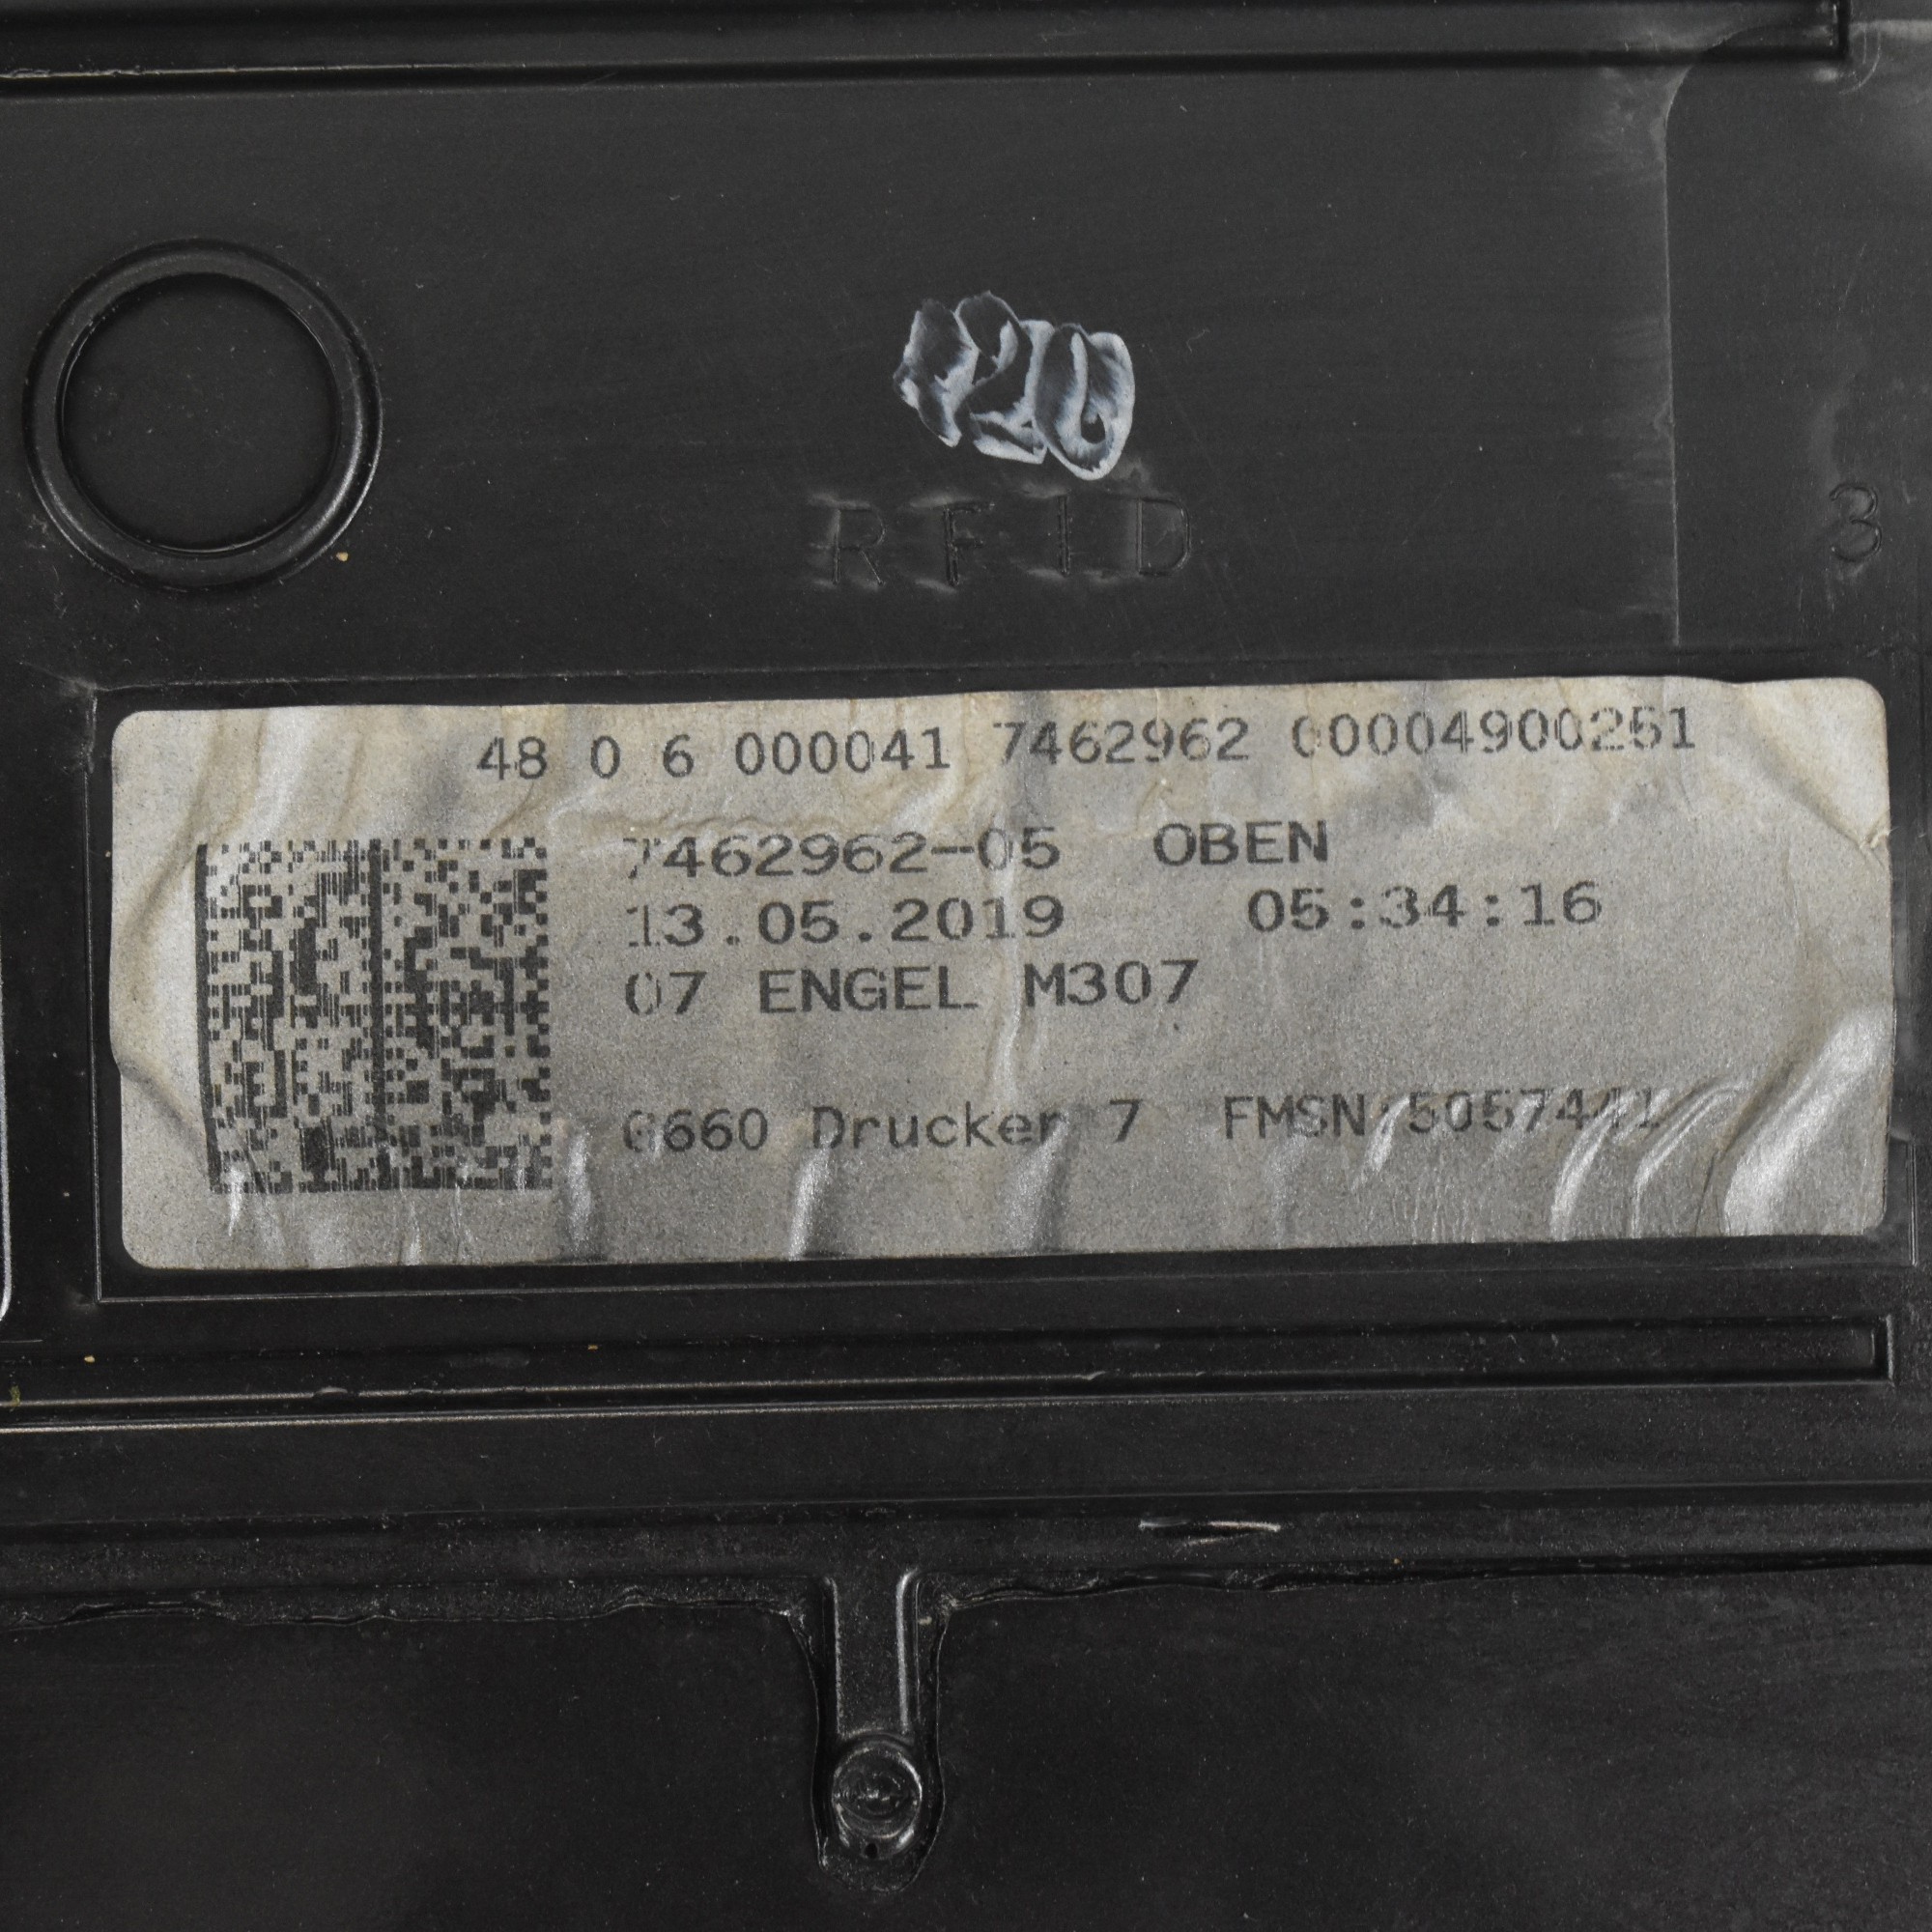 120
RFID
3
48 0 6 000041 7462962 00004900251
7462962-05 OBEN
13.05.2019 05:34:16
07 ENGEL M307
Drucker 7 FMSN:5057441